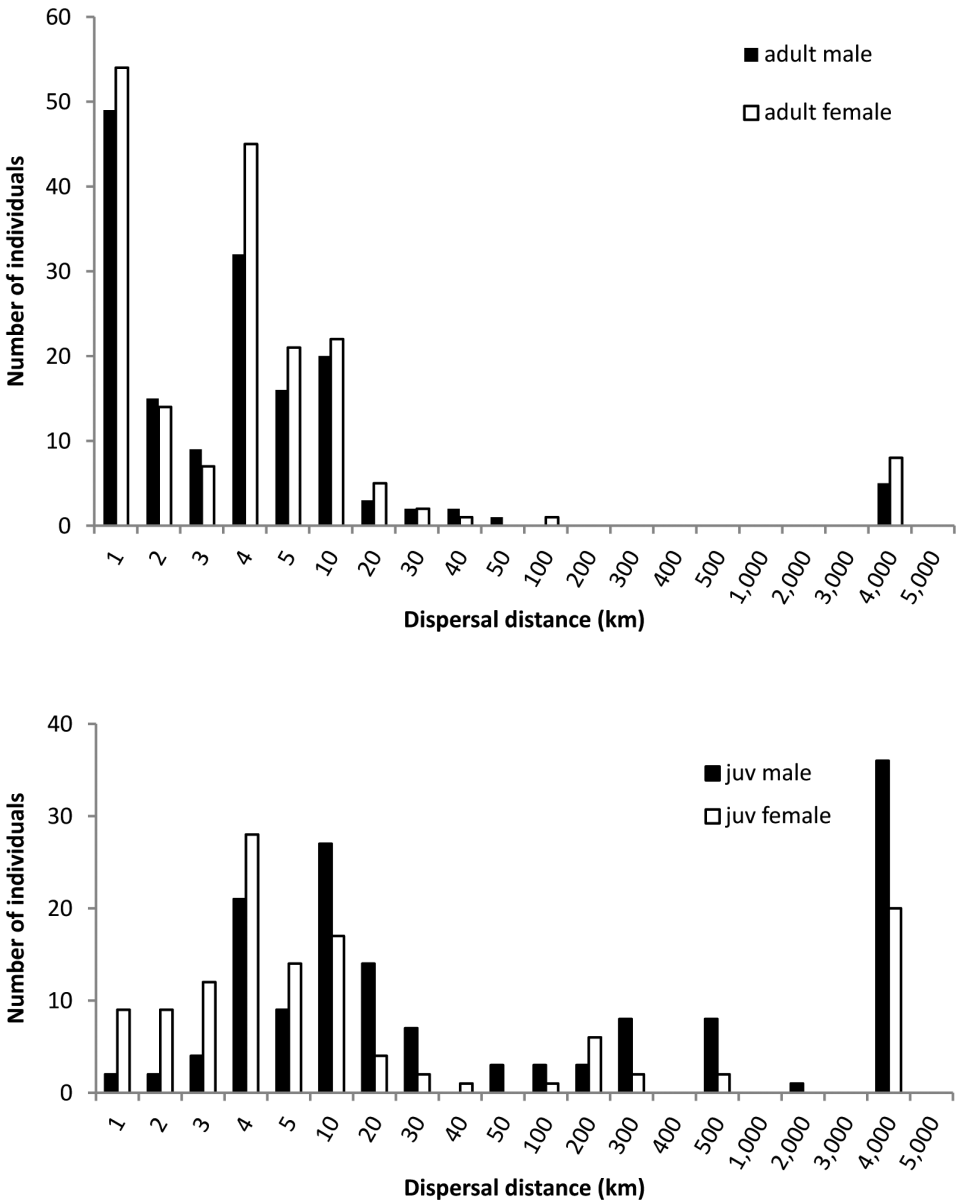 60
50
40
30
20
10
0
Number of individuals
adult male
adult female
1 2 3 4 5 10 20 30 40 50 100 200 300 400 500 1,000 2,000 3,000 4,000 5,000
Dispersal distance (km)
40
30
20
10
0
Number of individuals
juv male
juv female
1 2 3 4 5 10 20 30 40 50 100 200 300 400 500 1,000 2,000 3,000 4,000 5,000
Dispersal distance (km)